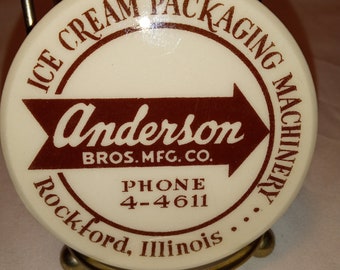 ICE CREAM PACKAGING MACHINERY
Anderson
BROS. MFG. CO.
PHONE
4-4611
Rockford, Illinois....